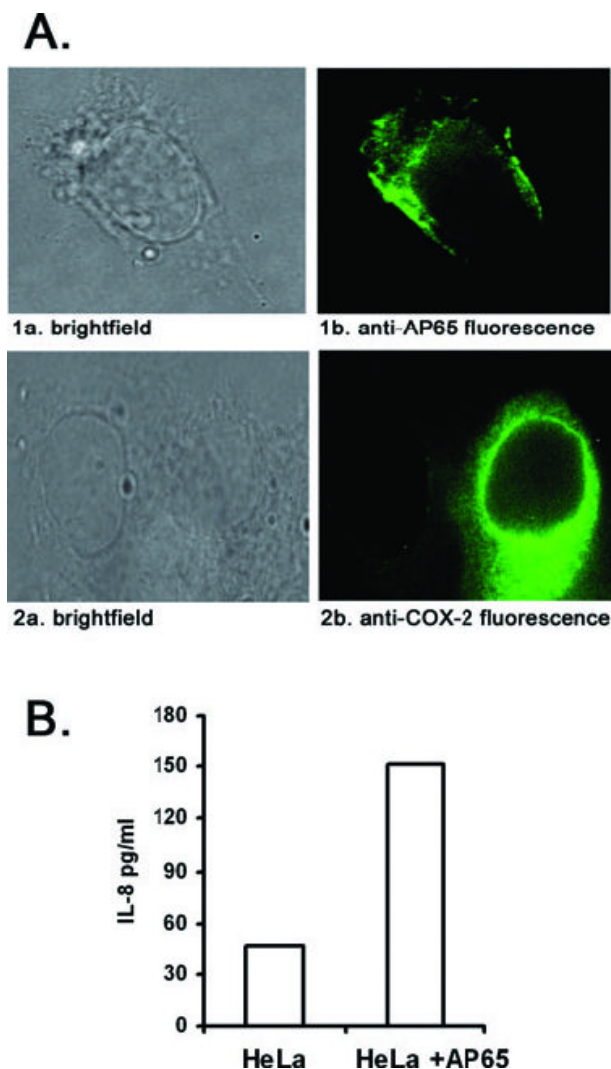 A.
1a. brightfield
1b. anti-AP65 fluorescence
2a. brightfield
2b. anti-COX-2 fluorescence
B.
180
150
120
90
60
30
0
IL-8 pg/ml
HeLa
HeLa +AP65